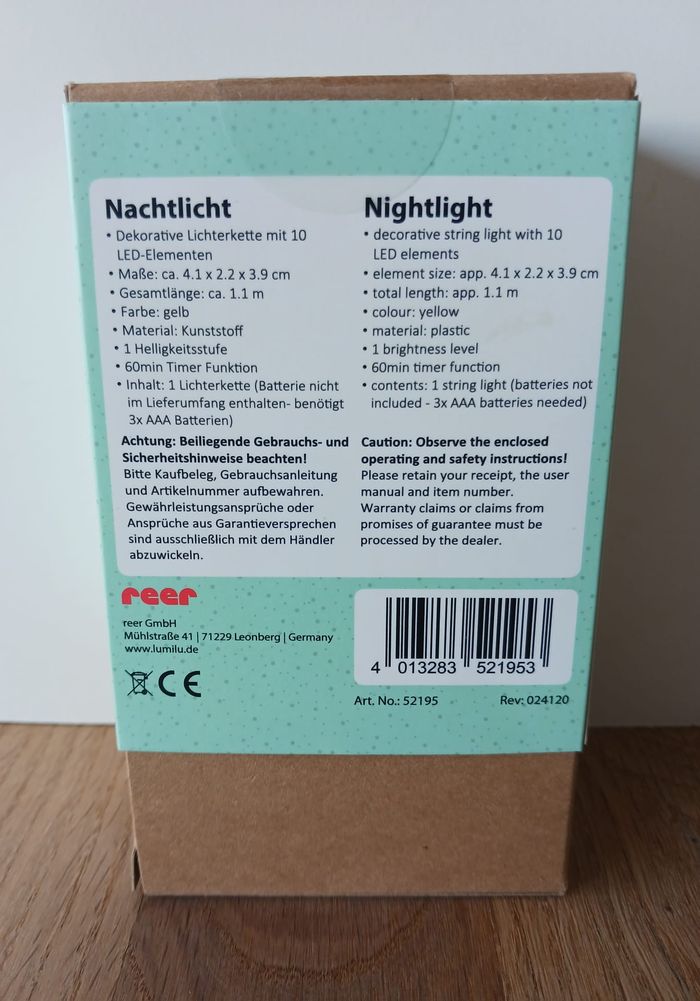 Nachtlicht
• Dekorative Lichterkette mit 10
LED-Elementen
• Maße: ca. 4.1 x 2.2 x 3.9 cm
• Gesamtlänge: ca. 1.1 m
• Farbe: gelb
• Material: Kunststoff
• 1 Helligkeitsstufe
• 60min Timer Funktion
• Inhalt: 1 Lichterkette (Batterie nicht
im Lieferumfang enthalten- benötigt
3x AAA Batterien)
Achtung: Beiliegende Gebrauchs- und
Sicherheitshinweise beachten!
Bitte Kaufbeleg, Gebrauchsanleitung
und Artikelnummer aufbewahren.
Gewährleistungsansprüche oder
Ansprüche aus Garantieversprechen
sind ausschließlich mit dem Händler
abzuwickeln.
Nightlight
• decorative string light with 10
LED elements
• element size: app. 4.1 x 2.2 x 3.9 cm
• total length: app. 1.1 m
• colour: yellow
• material: plastic
• 1 brightness level
• 60min timer function
• contents: 1 string light (batteries not
included - 3x AAA batteries needed)
Caution: Observe the enclosed
operating and safety instructions!
Please retain your receipt, the user
manual and item number.
Warranty claims or claims from
promises of guarantee must be
processed by the dealer.
reer
reer GmbH
Mühlstraße 41 | 71229 Leonberg | Germany
www.lumilu.de
CE
4 013283 521953
Art. No.: 52195 Rev: 024120